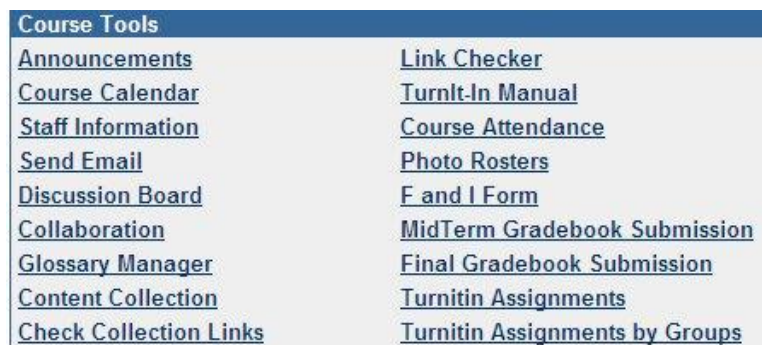 Course Tools
Announcements
Course Calendar
Staff Information
Send Email
Discussion Board
Collaboration
Glossary Manager
Content Collection
Check Collection Links
Link Checker
TurnIt-In Manual
Course Attendance
Photo Rosters
F and I Form
MidTerm Gradebook Submission
Final Gradebook Submission
Turnitin Assignments
Turnitin Assignments by Groups